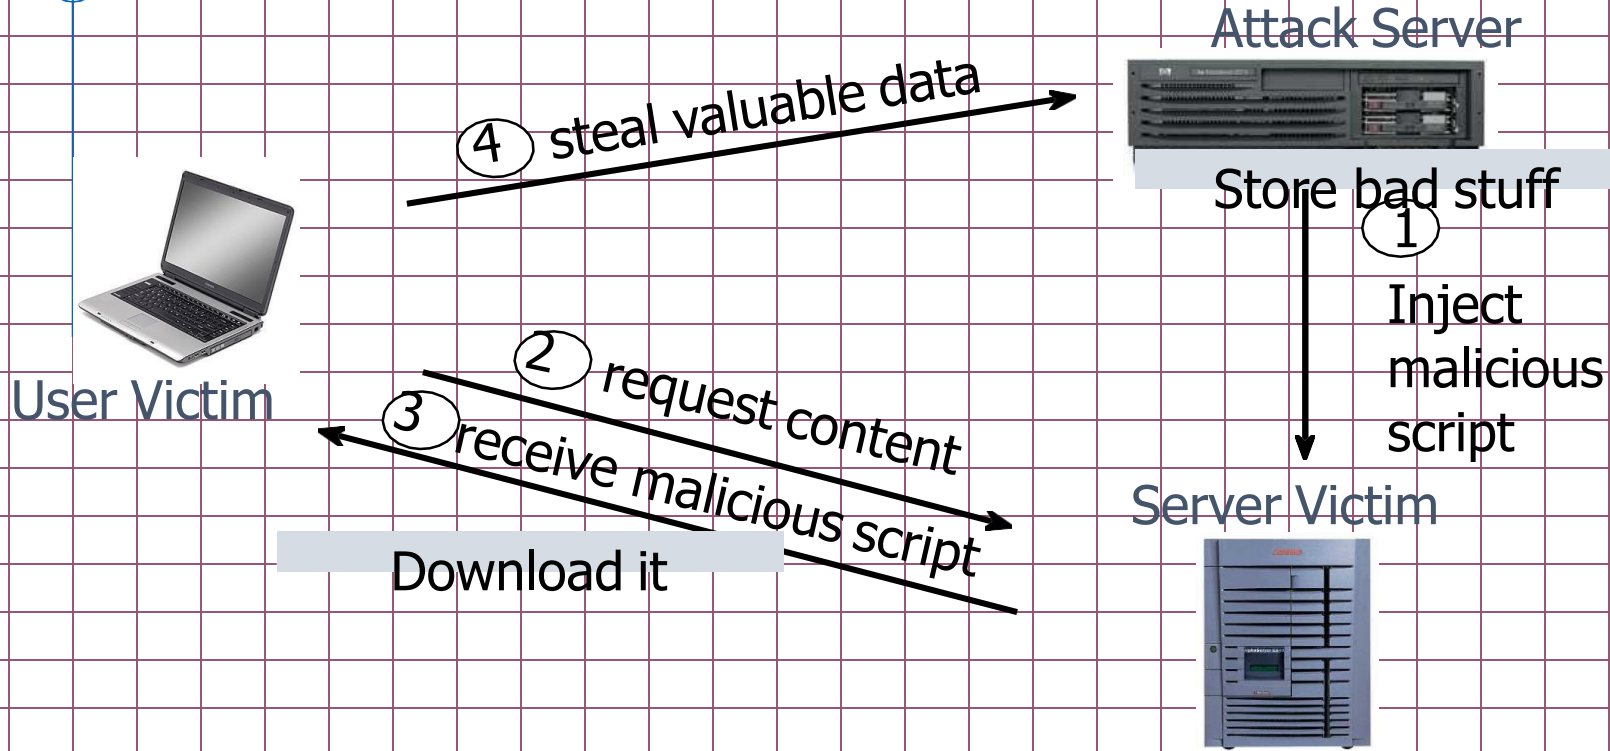 Attack Server
4 steal valuable data
Store bad stuff
1
Inject
malicious
script
User Victim
2 request content
3 receive malicious script
Download it
Server Victim